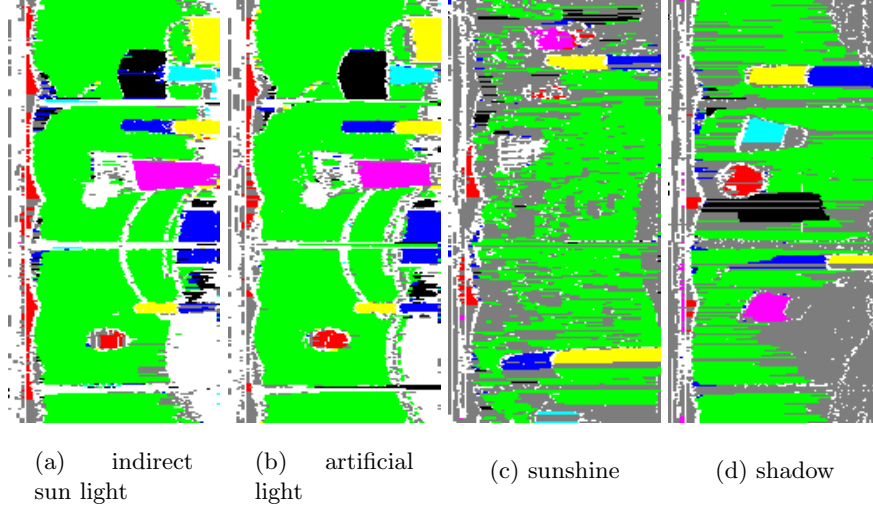 (a) indirect
sun light
(b) artificial
light
(c) sunshine
(d) shadow